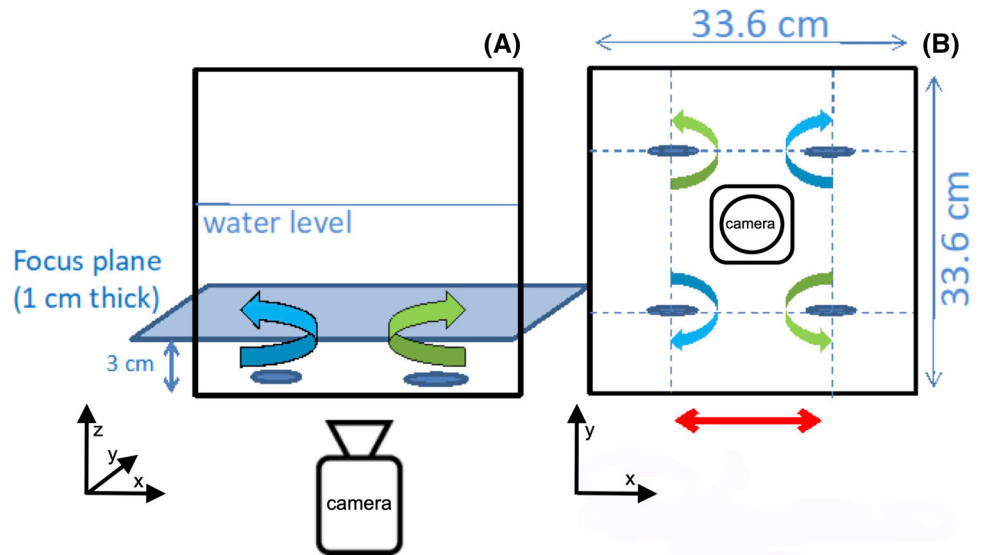 (A)
water level
Focus plane
(1 cm thick)
3 cm
z
y
x
camera
33.6 cm
(B)
camera
33.6 cm
y
x